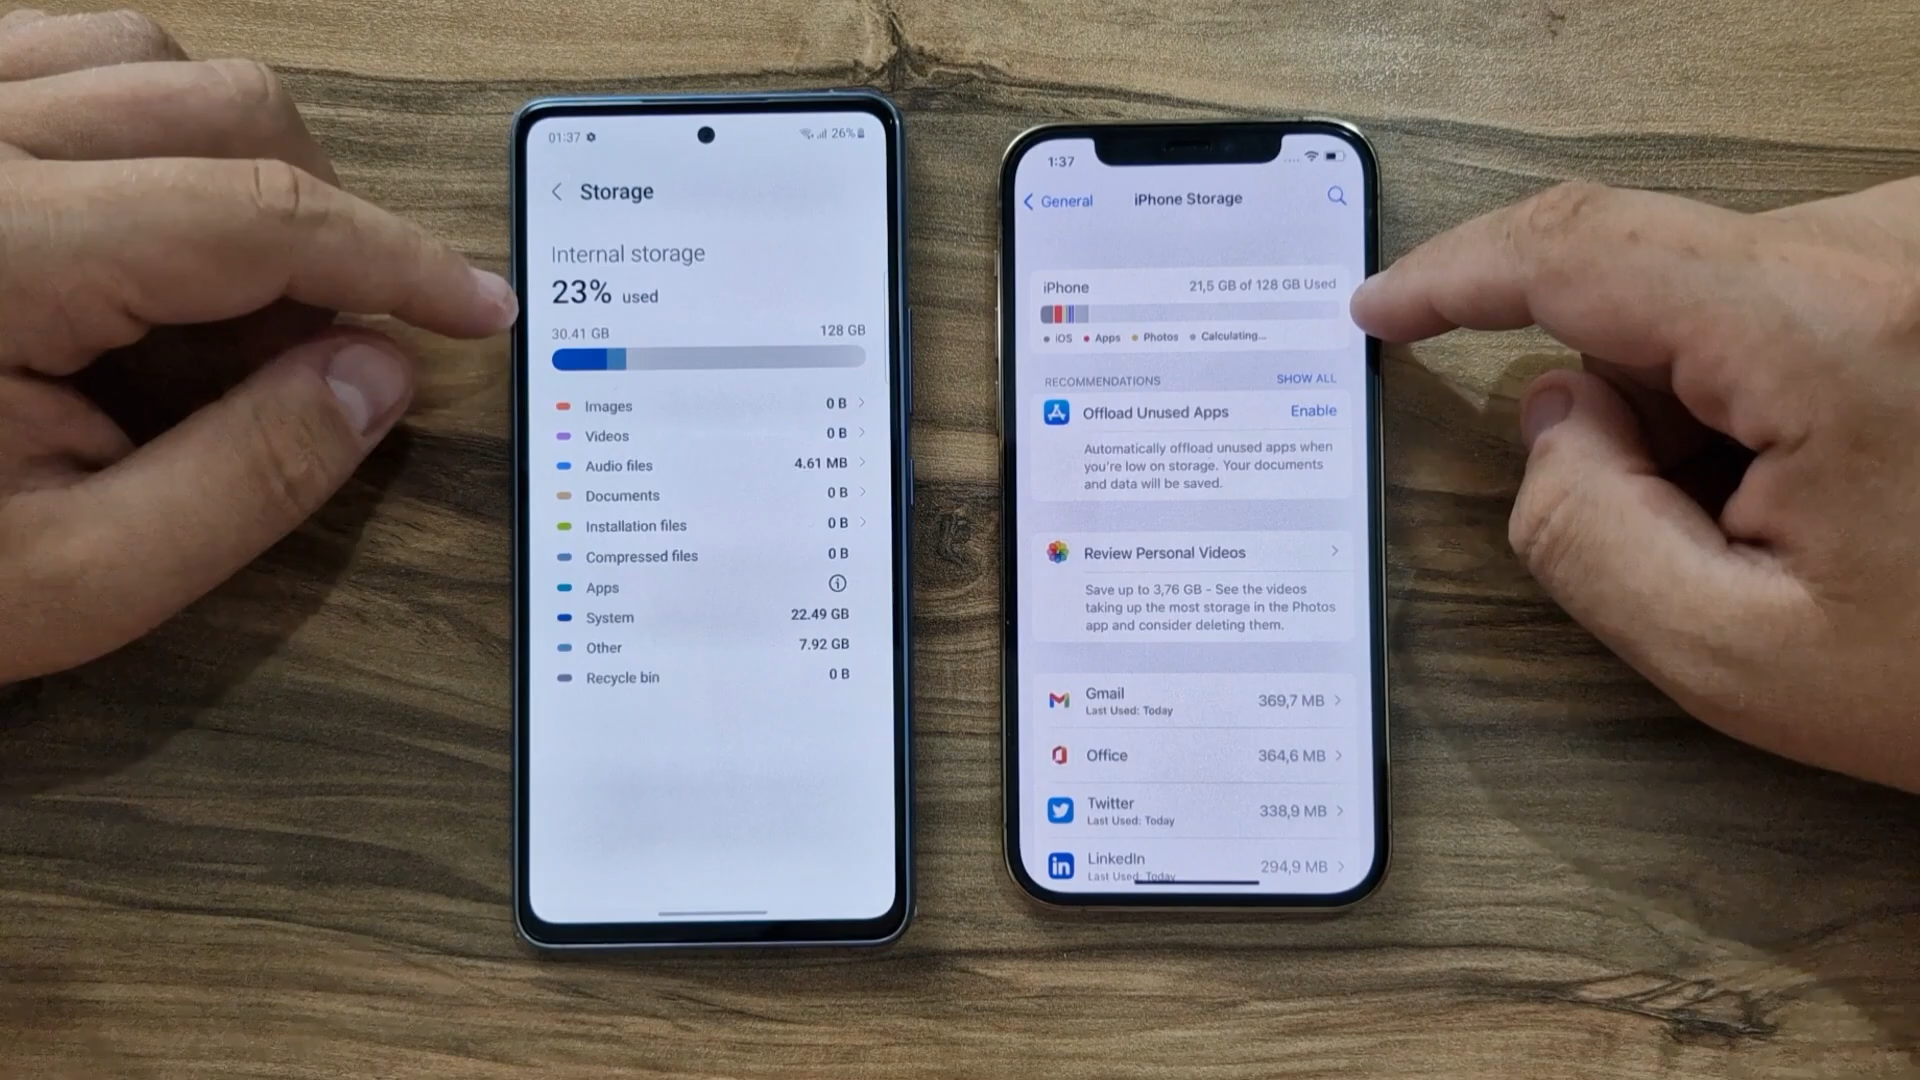 01:37
26%
Storage
Internal storage
23% used
30.41 GB 128 GB
Images 0 B
Videos 0 B
Audio files 4.61 MB
Documents 0 B
Installation files 0 B
Compressed files 0 B
Apps
System 22.49 GB
Other 7.92 GB
Recycle bin 0 B
1:37
General iPhone Storage
iPhone 21,5 GB of 128 GB Used
iOS Apps Photos Calculating...
RECOMMENDATIONS SHOW ALL
Offload Unused Apps Enable
Automatically offload unused apps when
you're low on storage. Your documents
and data will be saved.
Review Personal Videos
Save up to 3,76 GB - See the videos
taking up the most storage in the Photos
app and consider deleting them.
Gmail 369,7 MB
Last Used: Today
Office 364,6 MB
Twitter 338,9 MB
Last Used: Today
LinkedIn 294,9 MB
Last Used: Today